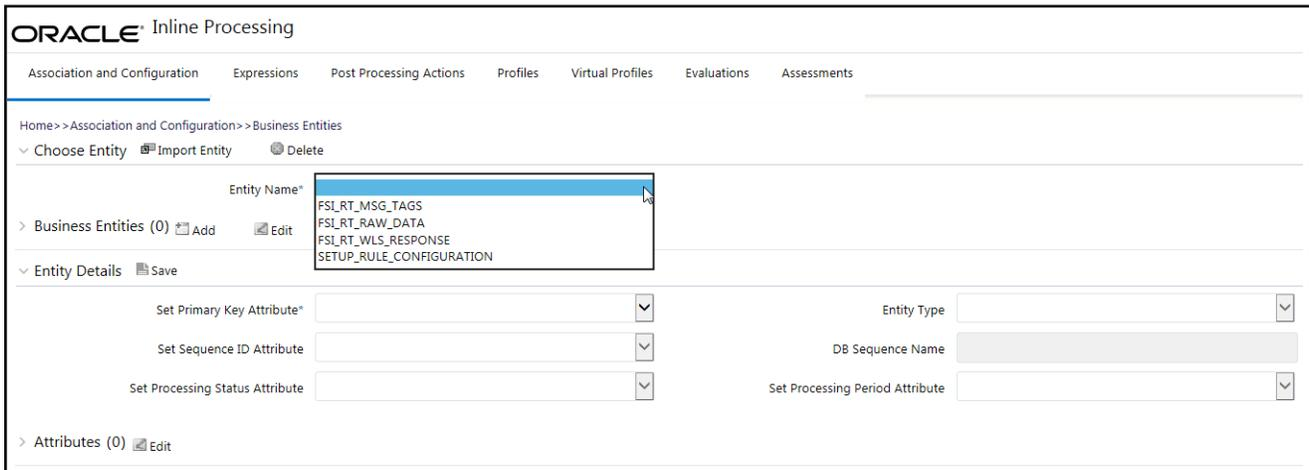 ORACLE® Inline Processing
Association and Configuration Expressions Post Processing Actions Profiles Virtual Profiles Evaluations Assessments
Home>>Association and Configuration>>Business Entities
Choose Entity Import Entity Delete
Entity Name*
FSI_RT_MSG_TAGS
FSI_RT_RAW_DATA
Business Entities (0) Add Edit
FSI_RT_WLS_RESPONSE
SETUP_RULE_CONFIGURATION
Entity Details Save
Set Primary Key Attribute* Entity Type
Set Sequence ID Attribute DB Sequence Name
Set Processing Status Attribute Set Processing Period Attribute
Attributes (0) Edit